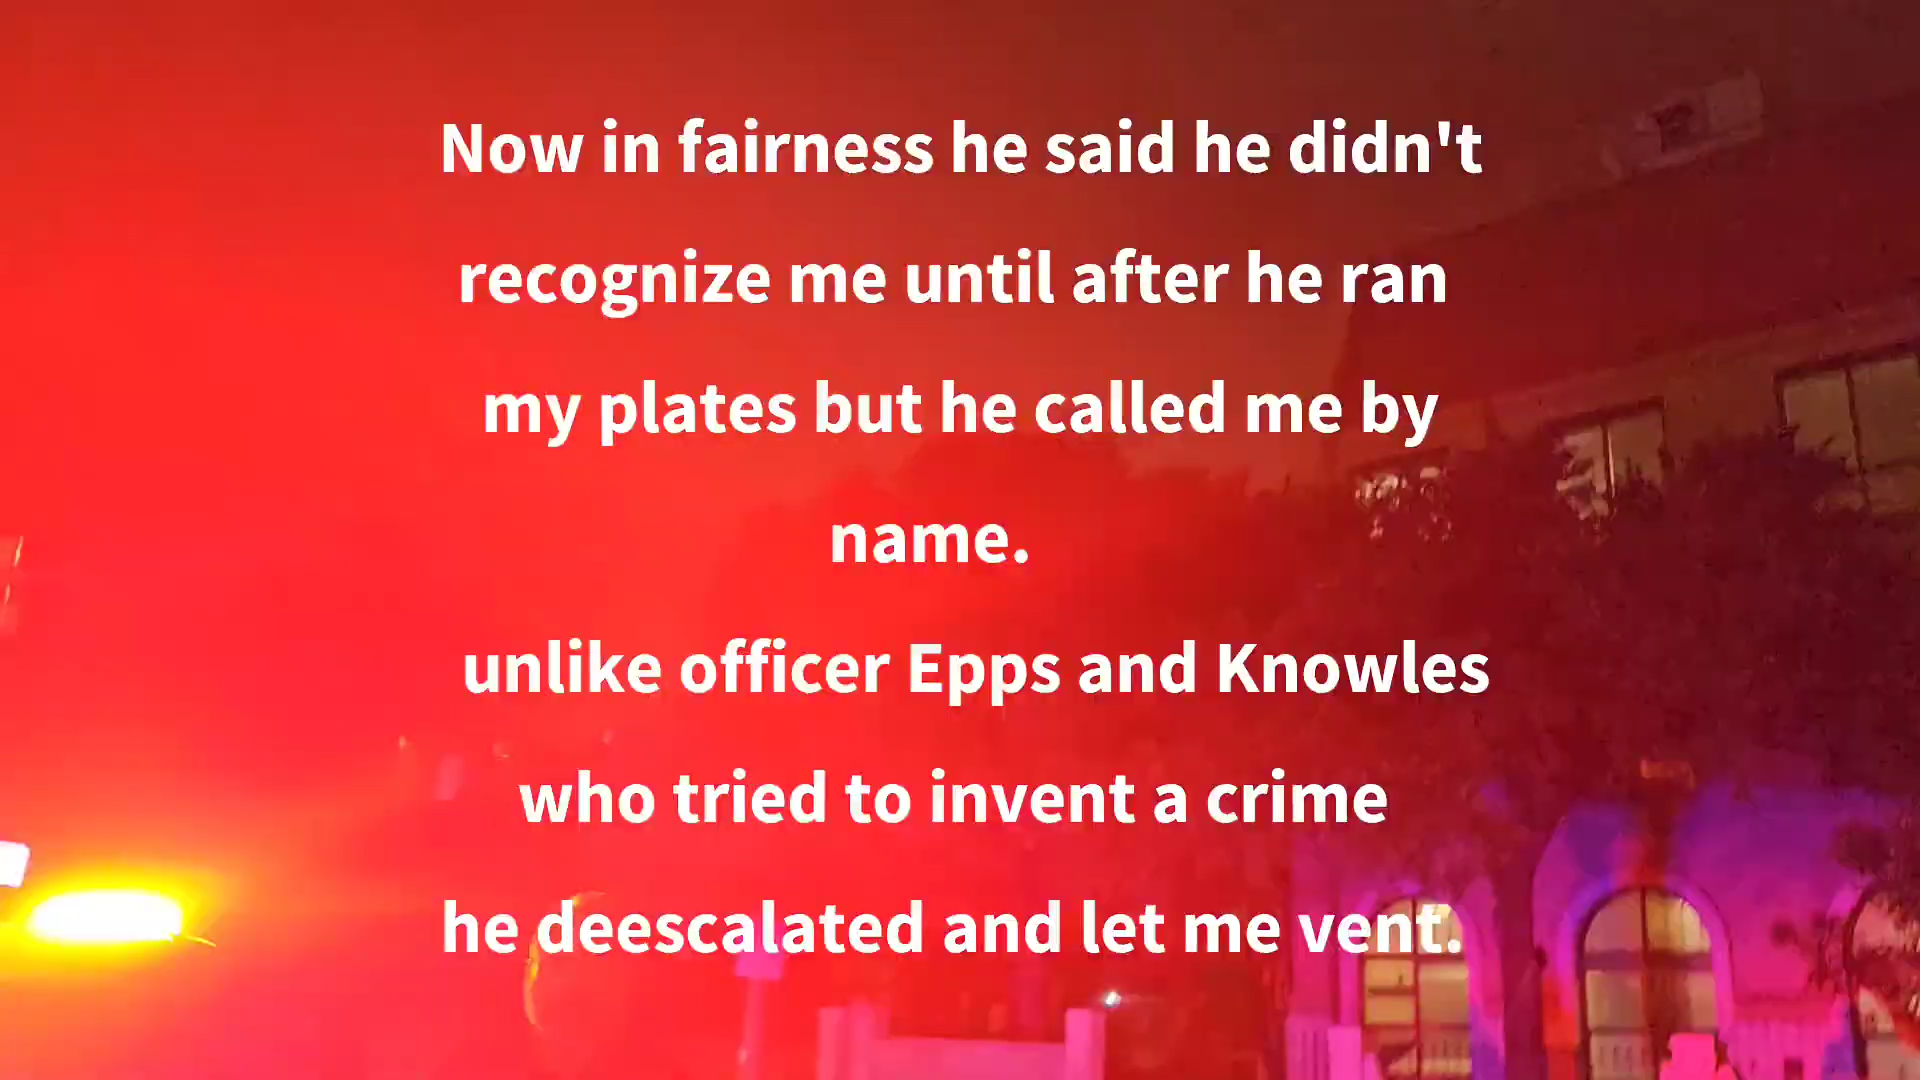 Now in fairness he said he didn't
recognize me until after he ran
my plates but he called me by
name.
unlike officer Epps and Knowles
who tried to invent a crime
he deescalated and let me vent.